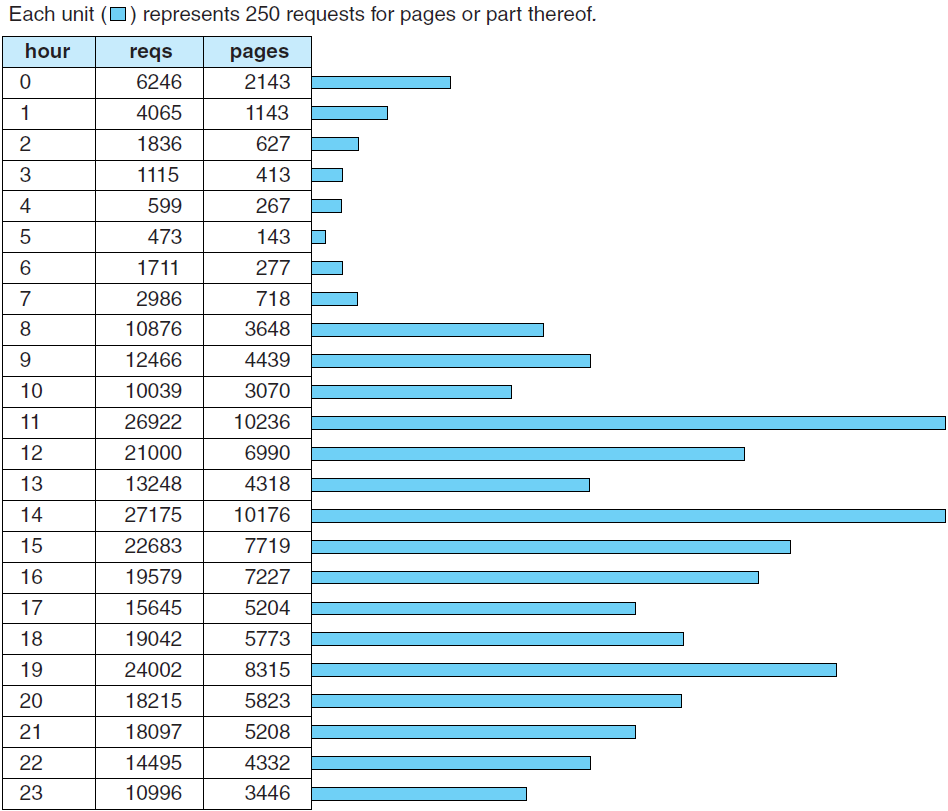 Each unit ( ) represents 250 requests for pages or part thereof.
hour reqs pages
0 6246 2143
1 4065 1143
2 1836 627
3 1115 413
4 599 267
5 473 143
6 1711 277
7 2986 718
8 10876 3648
9 12466 4439
10 10039 3070
11 26922 10236
12 21000 6990
13 13248 4318
14 27175 10176
15 22683 7719
16 19579 7227
17 15645 5204
18 19042 5773
19 24002 8315
20 18215 5823
21 18097 5208
22 14495 4332
23 10996 3446